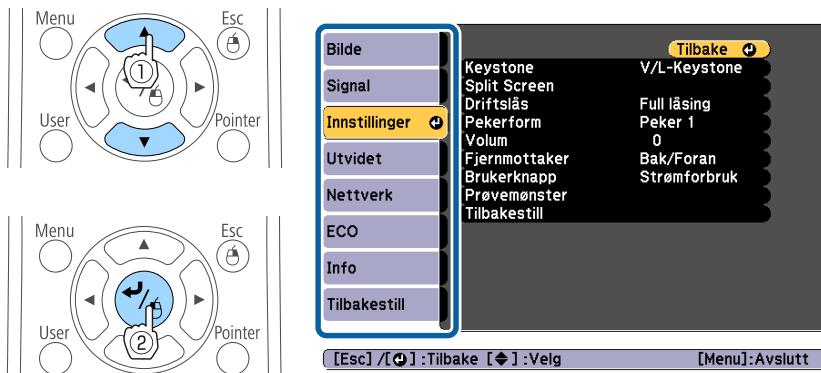 Menu Esc
1
User Pointer
Menu Esc
2
User Pointer
Bilde
Signal
Innstillinger
Utvidet
Nettverk
ECO
Info
Tilbakestill
Tilbake
Keystone V/L-Keystone
Split Screen
Driftslås Full låsing
Pekerform Peker 1
Volum 0
Fjernmottaker Bak/Foran
Brukerknapp Strømforbruk
Prøvemønster
Tilbakestill
[Esc] /[ ] :Tilbake [ ] :Velg [Menu]:Avslutt